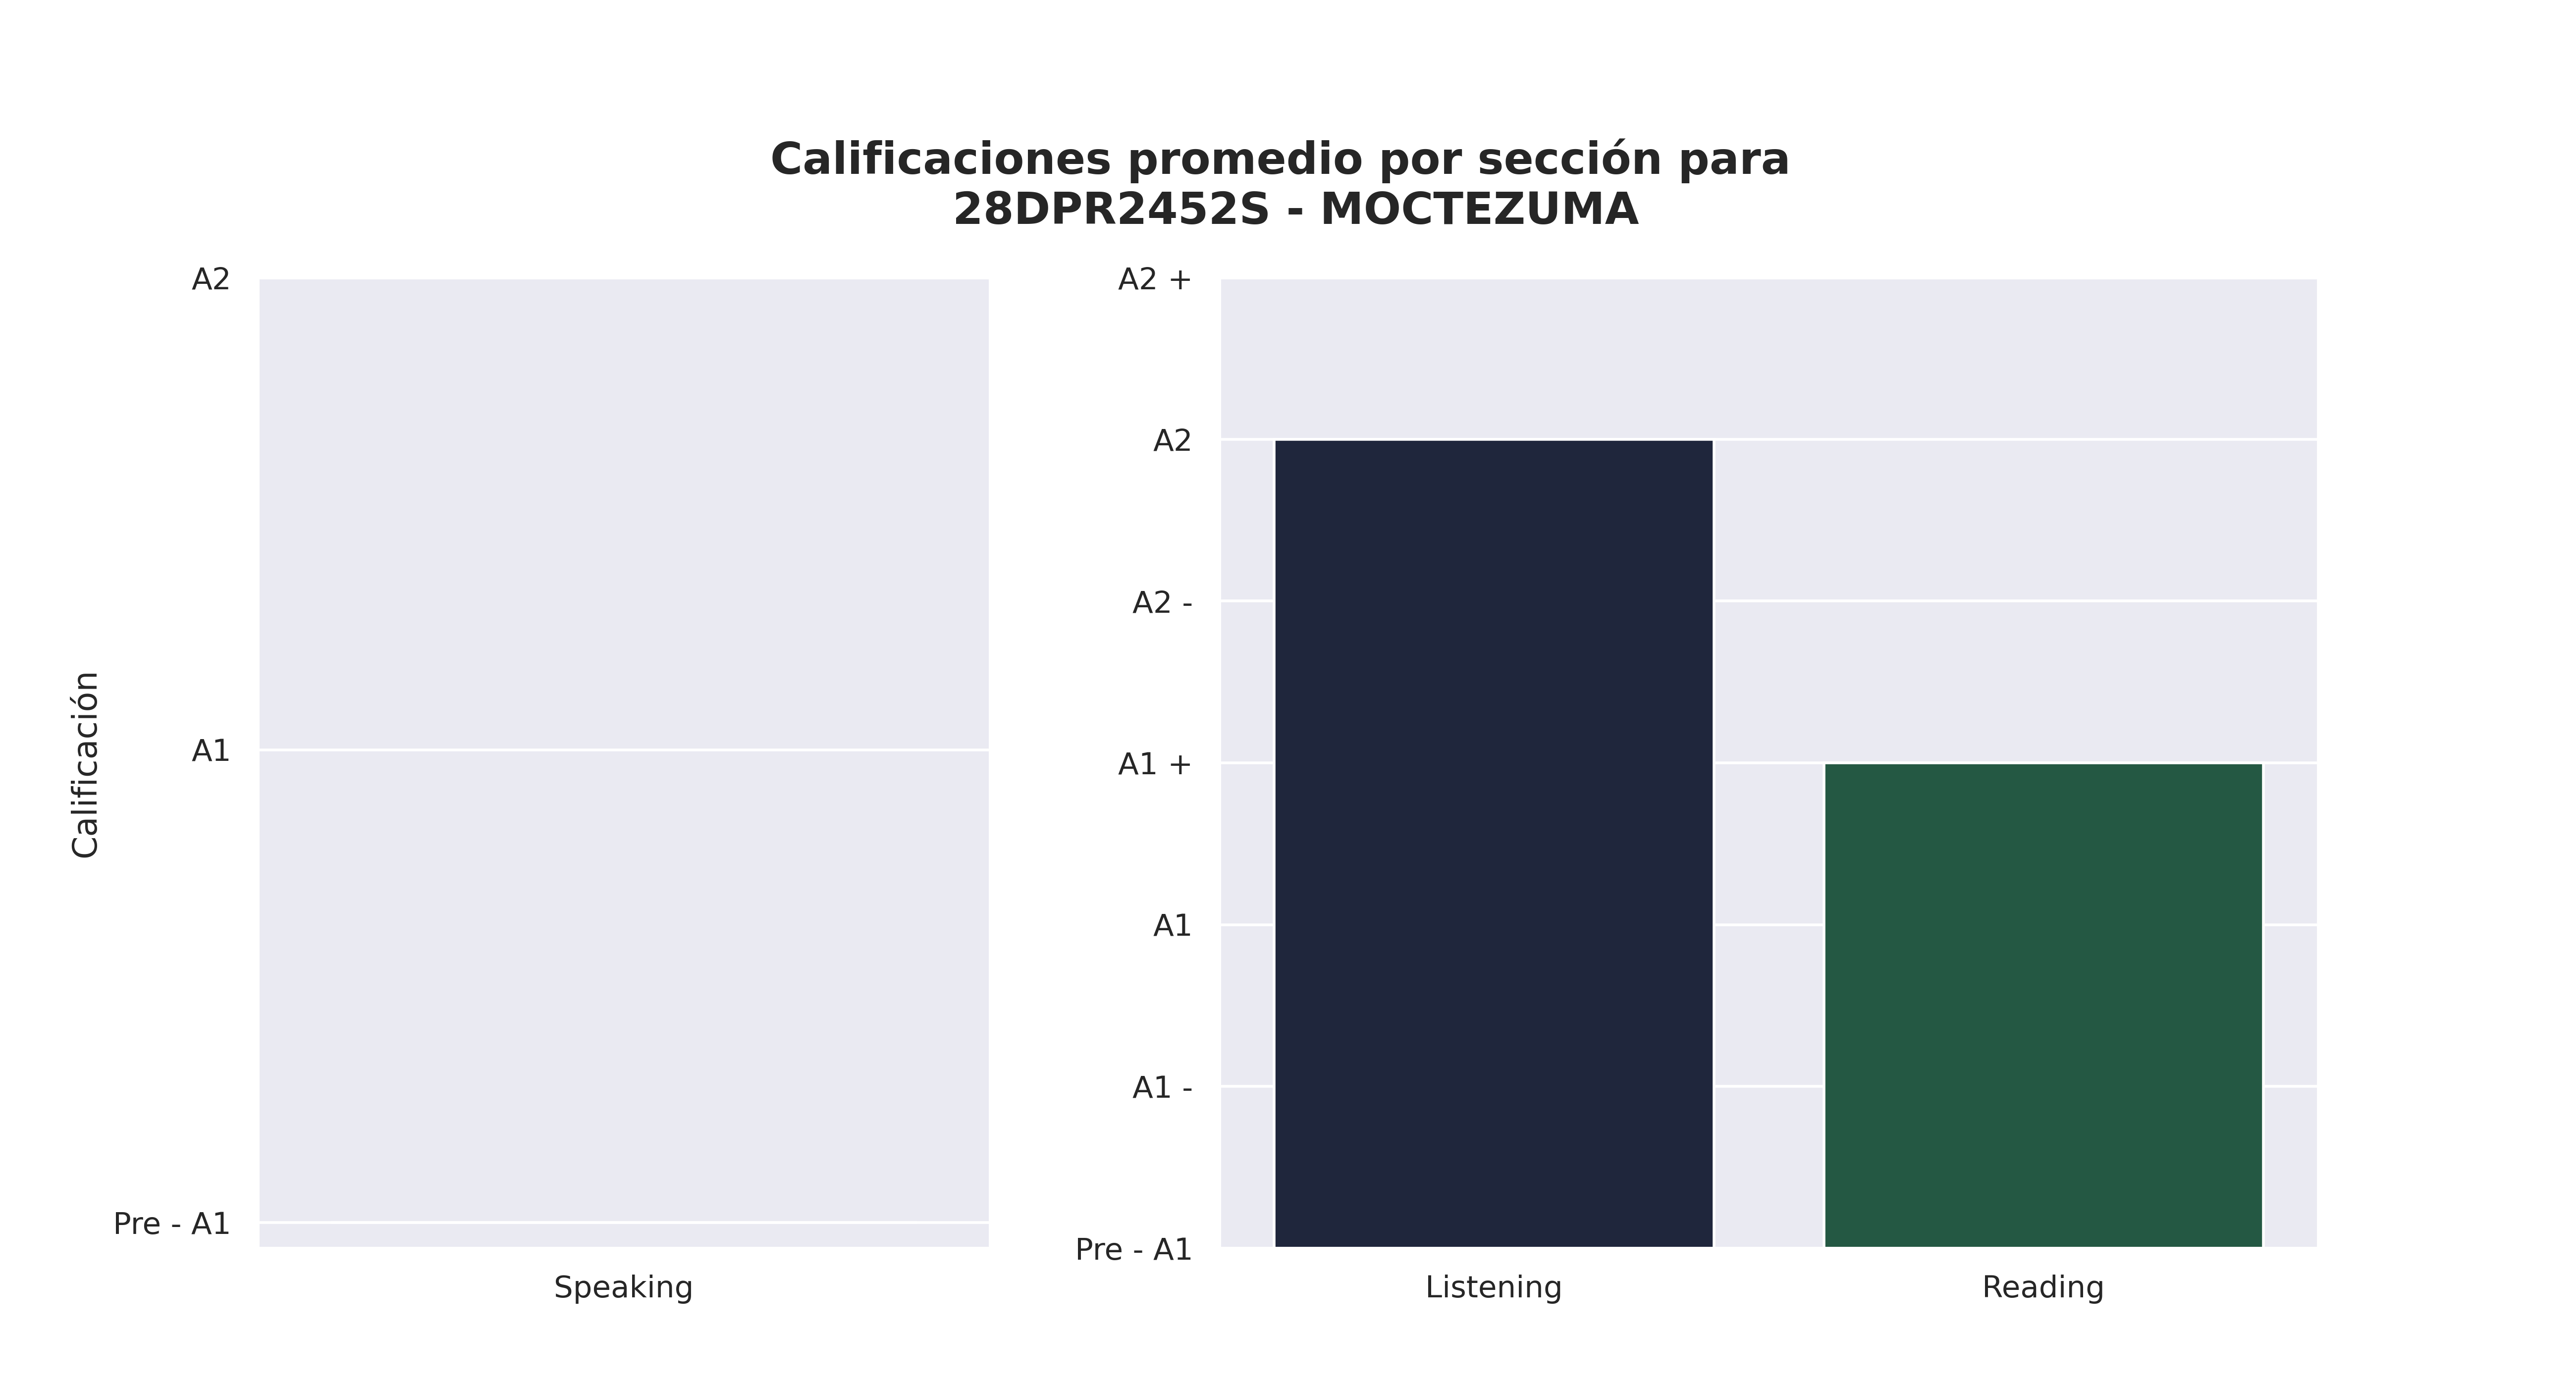 Calificaciones promedio por sección para
28DPR2452S - MOCTEZUMA
Calificación
A2
A1
Pre - A1
Speaking
A2 +
A2
A2 -
A1 +
A1
A1 -
Pre - A1
Listening
Reading